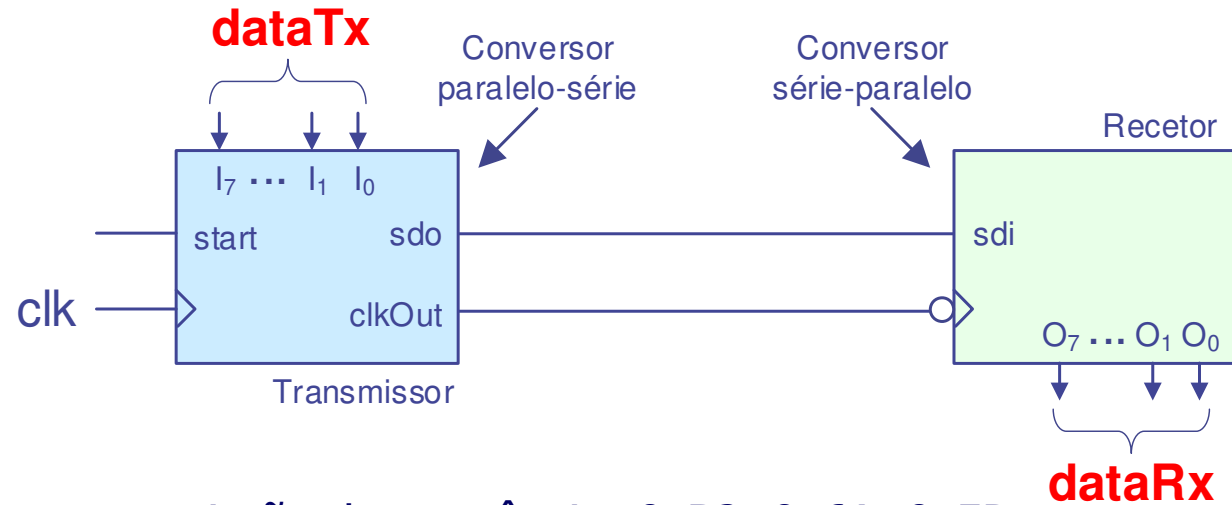 dataTx
Conversor
paralelo-série
Conversor
série-paralelo
Recetor
I₇ ... I₁ I₀
start
sdo
sdi
clk
clkOut
O₇ ... O₁ O₀
Transmissor
dataRx